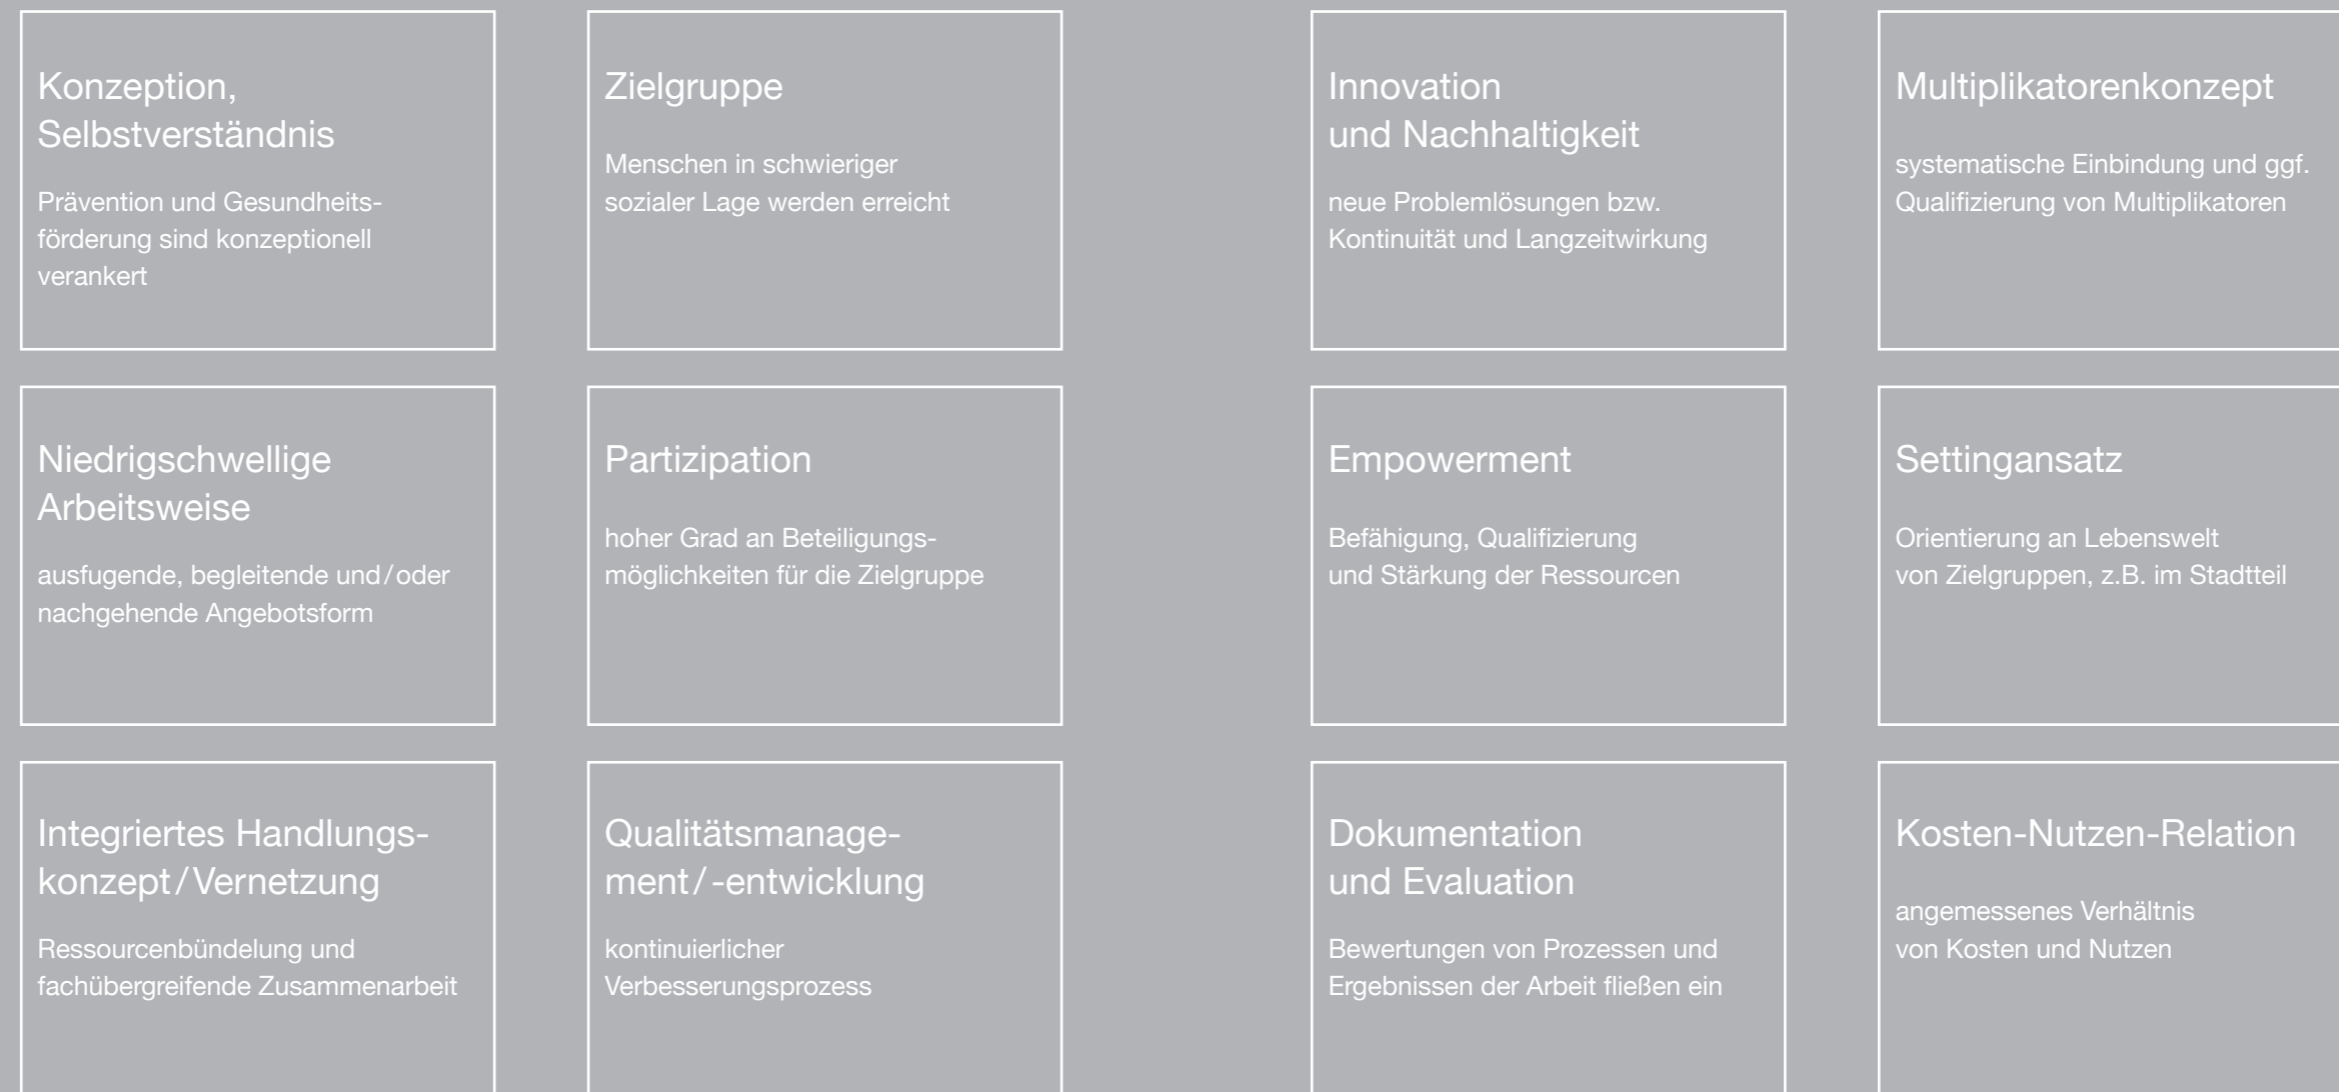 Konzeption,
Selbstverständnis
Prävention und Gesundheits-
förderung sind konzeptionell
verankert
Zielgruppe
Menschen in schwieriger
sozialer Lage werden erreicht
Innovation
und Nachhaltigkeit
neue Problemlösungen bzw.
Kontinuität und Langzeitwirkung
Multiplikatorenkonzept
systematische Einbindung und ggf.
Qualifizierung von Multiplikatoren
Niedrigschwellige
Arbeitsweise
ausfugende, begleitende und/oder
nachgehende Angebotsform
Partizipation
hoher Grad an Beteiligungs-
möglichkeiten für die Zielgruppe
Empowerment
Befähigung, Qualifizierung
und Stärkung der Ressourcen
Settingansatz
Orientierung an Lebenswelt
von Zielgruppen, z.B. im Stadtteil
Integriertes Handlungs-
konzept/Vernetzung
Ressourcenbündelung und
fachübergreifende Zusammenarbeit
Qualitätsmanage-
ment/-entwicklung
kontinuierlicher
Verbesserungsprozess
Dokumentation
und Evaluation
Bewertungen von Prozessen und
Ergebnissen der Arbeit fließen ein
Kosten-Nutzen-Relation
angemessenes Verhältnis
von Kosten und Nutzen